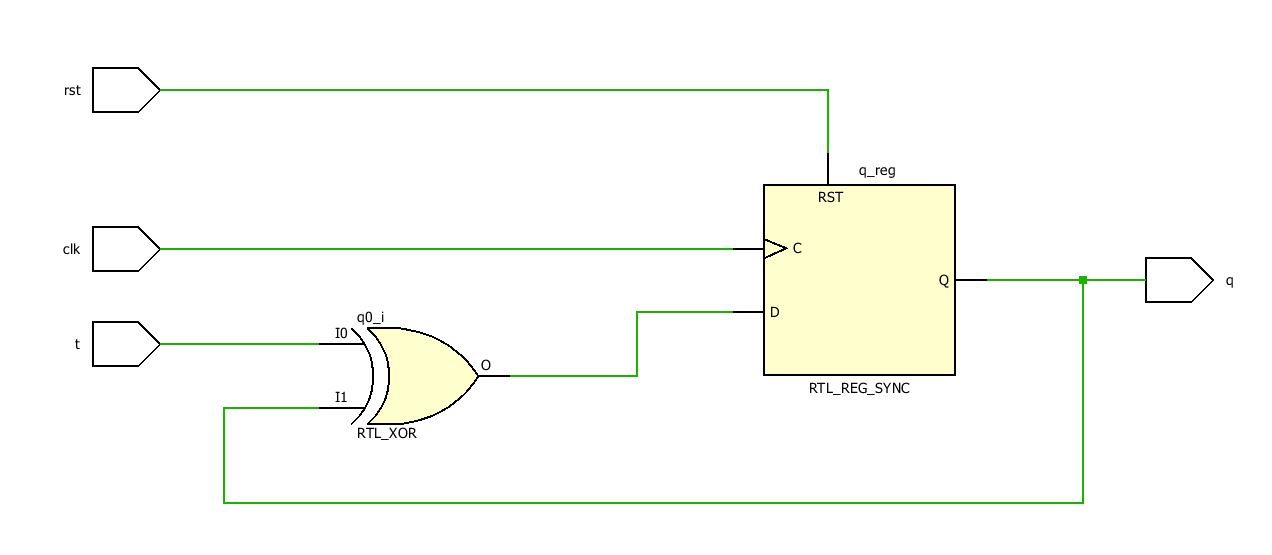 rst
q_reg
RST
clk
C
Q
q
D
q0_i
t
I0
O
I1
RTL_REG_SYNC
RTL_XOR